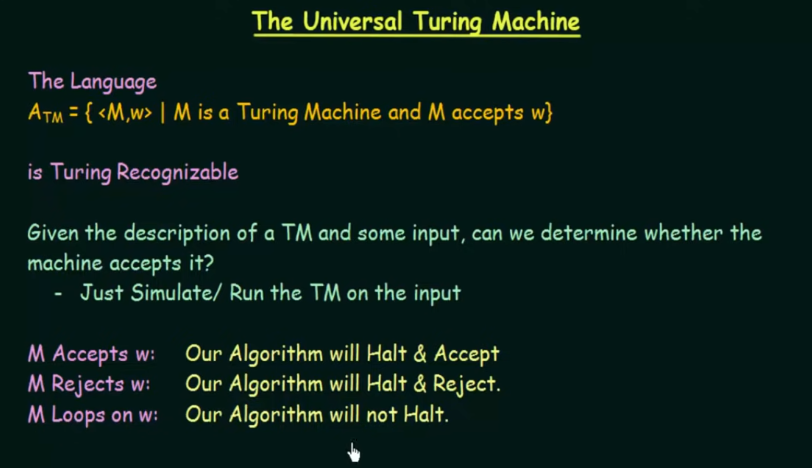 The Universal Turing Machine
The Language
A_TM = { <M,w> | M is a Turing Machine and M accepts w}
is Turing Recognizable
Given the description of a TM and some input, can we determine whether the
machine accepts it?
- Just Simulate/ Run the TM on the input
M Accepts w: Our Algorithm will Halt & Accept
M Rejects w: Our Algorithm will Halt & Reject.
M Loops on w: Our Algorithm will not Halt.